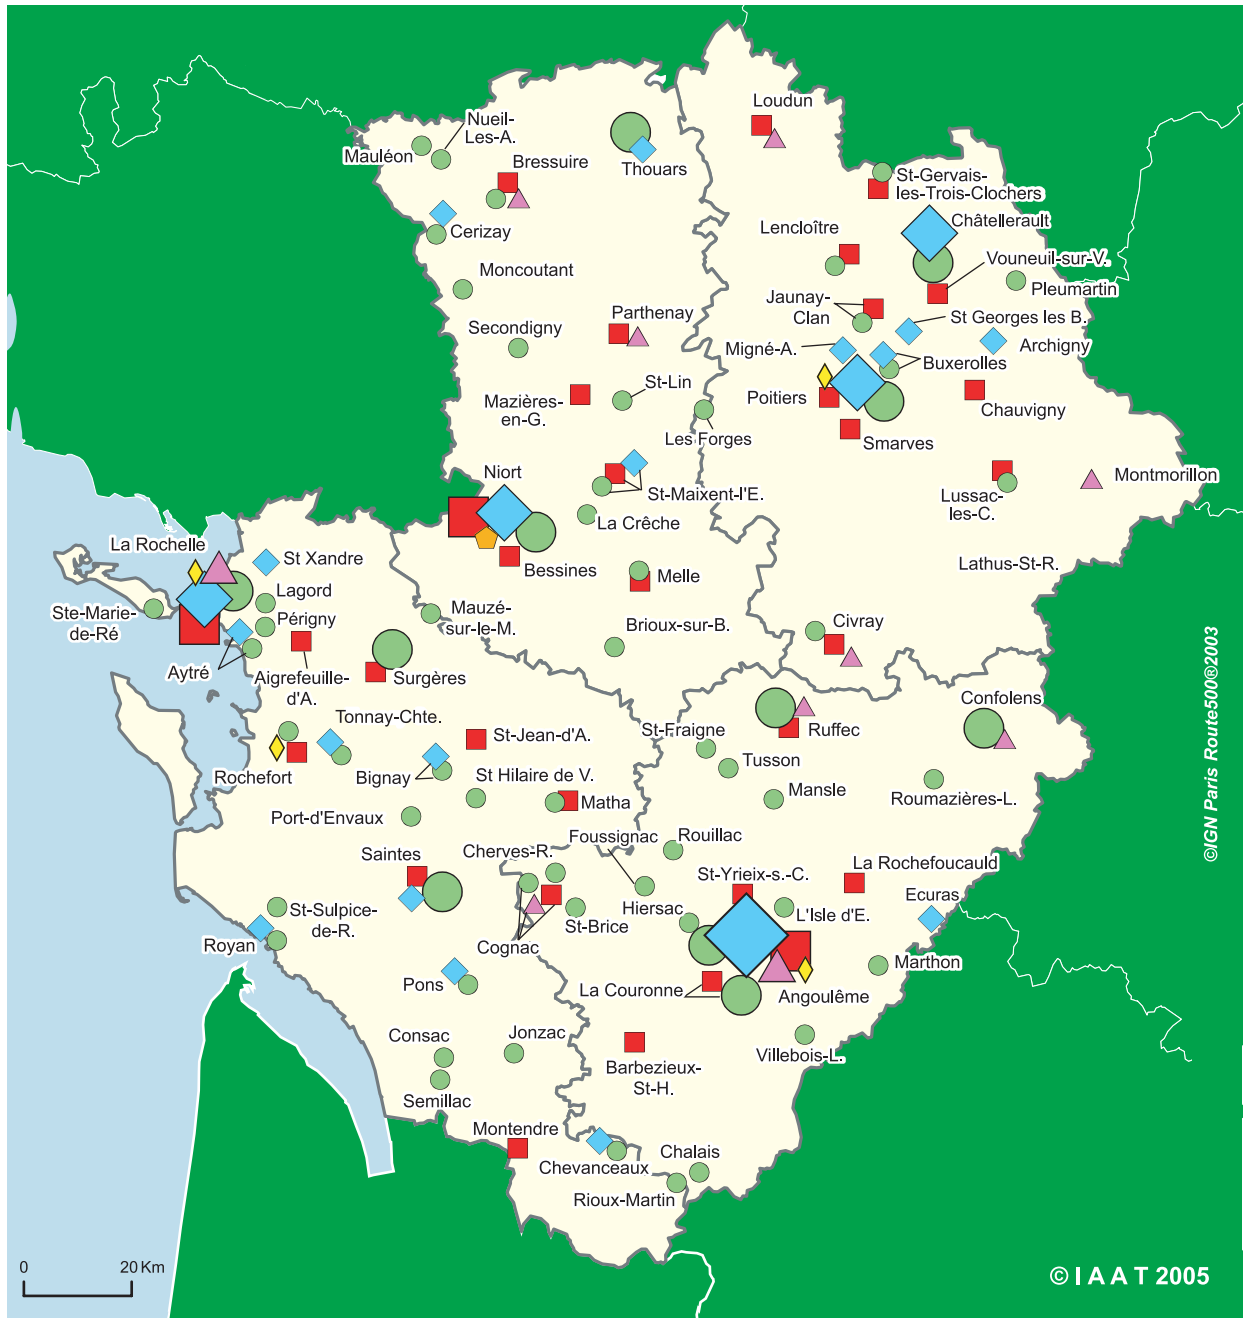 Loudun
Nueil-
Les-A.
Mauléon
Bressuire
Thouars
St-Gervais-
les-Trois-Clochers
Châtellerault
Cerizay
Lencloître
Vouneuil-sur-V.
Moncoutant
Pleumartin
Jaunay-
Clan
Parthenay
St Georges les B.
Secondigny
Migné-A.
Archigny
Buxerolles
St-Lin
Mazières-
en-G.
Poitiers
Chauvigny
Les Forges
Smarves
Niort
St-Maixent-l'E.
Montmorillon
Lussac-
les-C.
La Crêche
La Rochelle
St Xandre
Bessines
Lathus-St-R.
Melle
Lagord
Ste-Marie-
de-Ré
Périgny
Mauzé-
sur-le-M.
Brioux-sur-B.
Civray
Aytré
Aigrefeuille-
d'A.
Surgères
Confolens
Tonnay-Chte.
St-Jean-d'A.
St-Fraigne
Ruffec
Rochefort
Bignay
St Hilaire de V.
Tusson
Mansle
Roumazières-L.
Matha
Port-d'Envaux
Foussignac
Rouillac
Saintes
Cherves-R.
St-Yrieix-s.-C.
La Rochefoucauld
Ecuras
St-Sulpice-
de-R.
St-Brice
Hiersac
L'Isle d'E.
Royan
Cognac
Marthon
Pons
La Couronne
Angoulême
Consac
Jonzac
Villebois-L.
Barbezieux-
St-H.
Semillac
Montendre
Chevanceaux
Chalais
Rioux-Martin
0 20 Km
© I A A T 2005
©IGN Paris Route500®2003